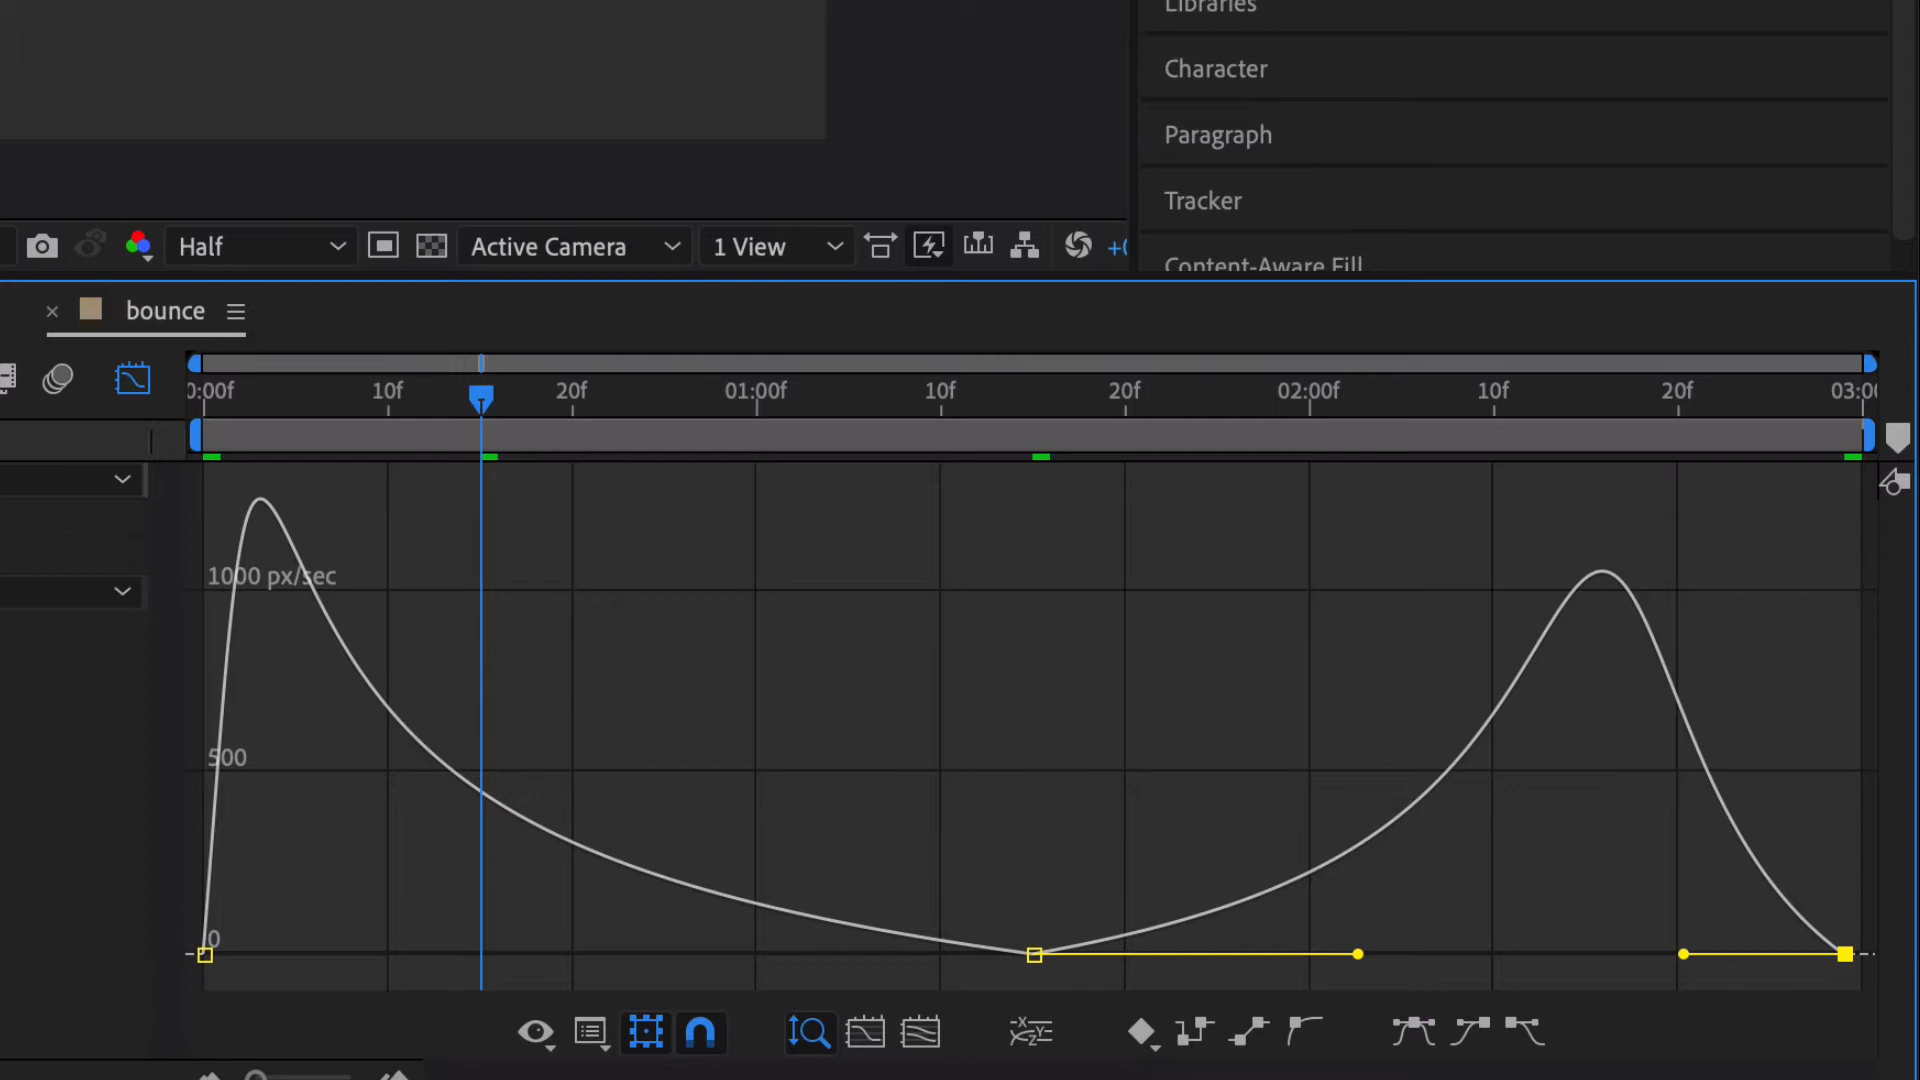 Libraries
Character
Paragraph
Tracker
Content-Aware Fill
Half
Active Camera
1 View
bounce
0:00f 10f 20f 01:00f 10f 20f 02:00f 10f 20f 03:00
1000 px/sec
500
0